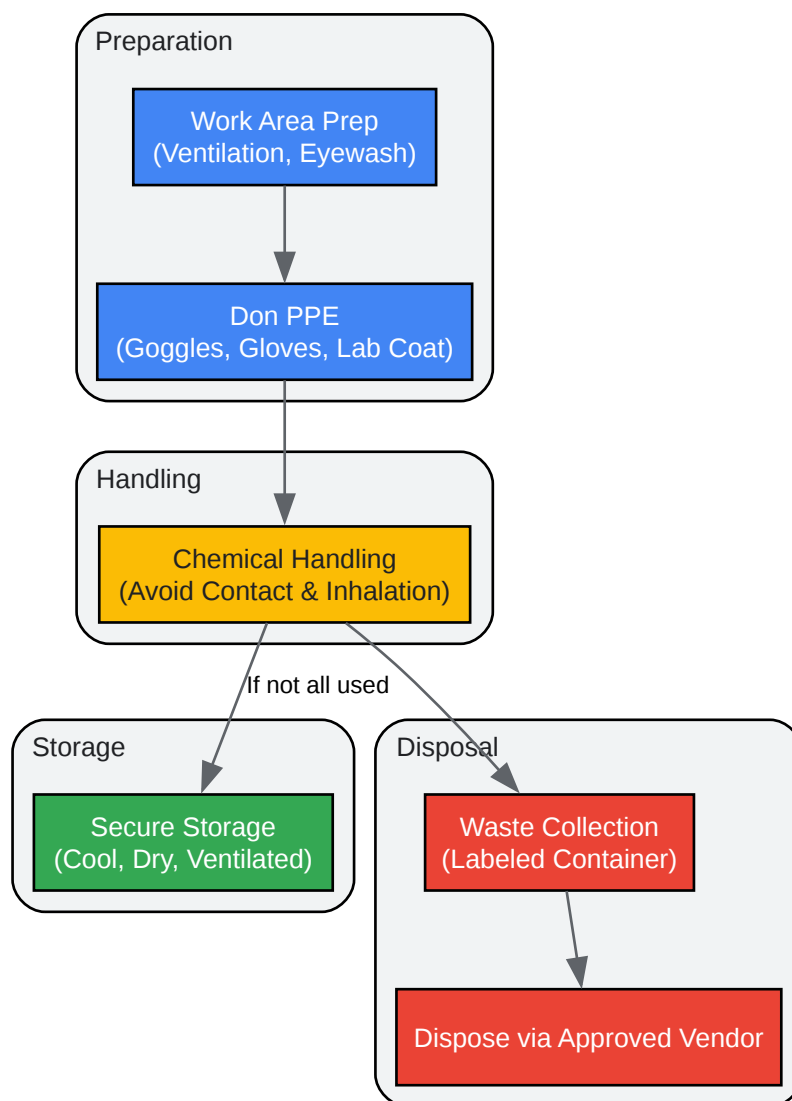 Preparation
Work Area Prep
(Ventilation, Eyewash)
Don PPE
(Goggles, Gloves, Lab Coat)
Handling
Chemical Handling
(Avoid Contact & Inhalation)
If not all used
Storage
Secure Storage
(Cool, Dry, Ventilated)
Disposal
Waste Collection
(Labeled Container)
Dispose via Approved Vendor